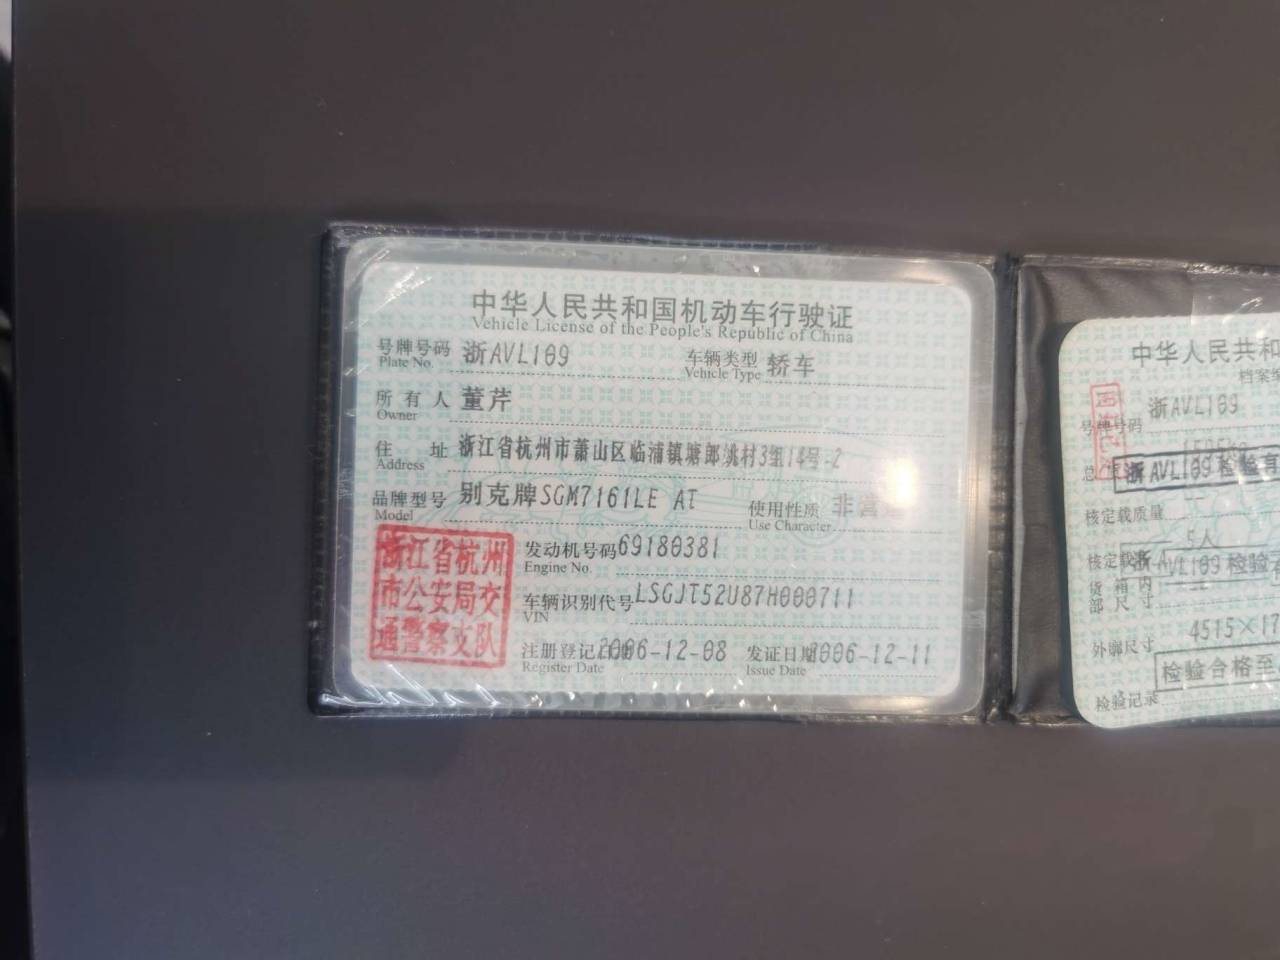 中华人民共和国机动车行驶证
Vehicle License of the People's Republic of China
号牌号码 浙AVL109 车辆类型 轿车
Plate No. Vehicle Type
所有人 董芹
Owner
住址 浙江省杭州市萧山区临浦镇塘郎姚村3组14号-2
Address
品牌型号 别克牌SGM7161LE AT 使用性质 非营
Model Use Character
浙江省杭州
市公安局交
通警察支队
发动机号码 69180381
Engine No.
车辆识别代号 LSGJT52U87H000711
VIN
注册登记日期 2006-12-08 发证日期 2006-12-11
Register Date Issue Date
中华人民共和
档案编
号牌号码 浙AVL109
浙AVL109 检验有
核定载质量 --
核定载 5人
浙AVL109 检验有
货箱内
部尺寸
外廓尺寸 4515×17
检验合格至
检验记录